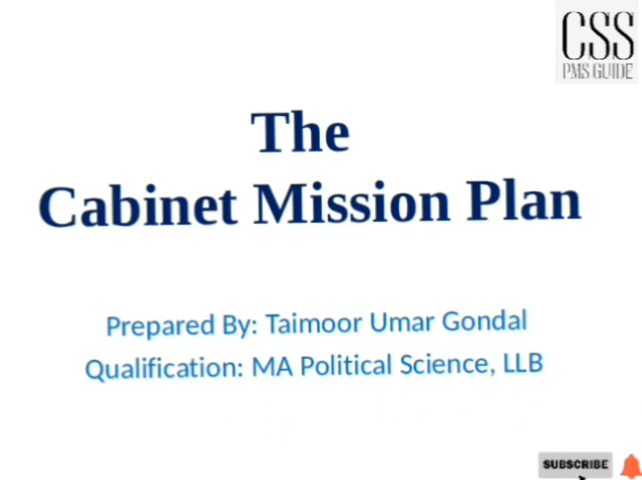 CSS
PMS GUIDE
The
Cabinet Mission Plan
Prepared By: Taimoor Umar Gondal
Qualification: MA Political Science, LLB
SUBSCRIBE